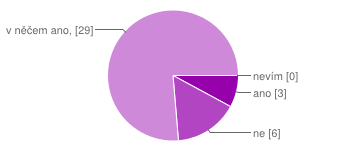 v něčem ano, [29]
nevím [0]
ano [3]
ne [6]